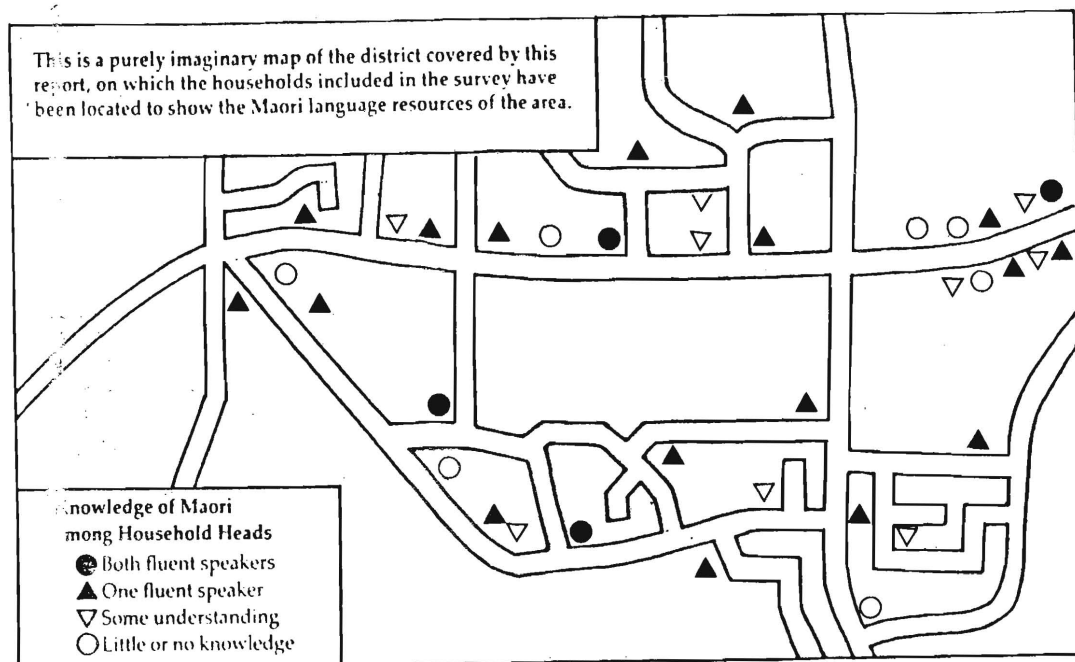 This is a purely imaginary map of the district covered by this
report, on which the households included in the survey have
been located to show the Maori language resources of the area.
nowledge of Maori
mong Household Heads
Both fluent speakers
One fluent speaker
Some understanding
Little or no knowledge